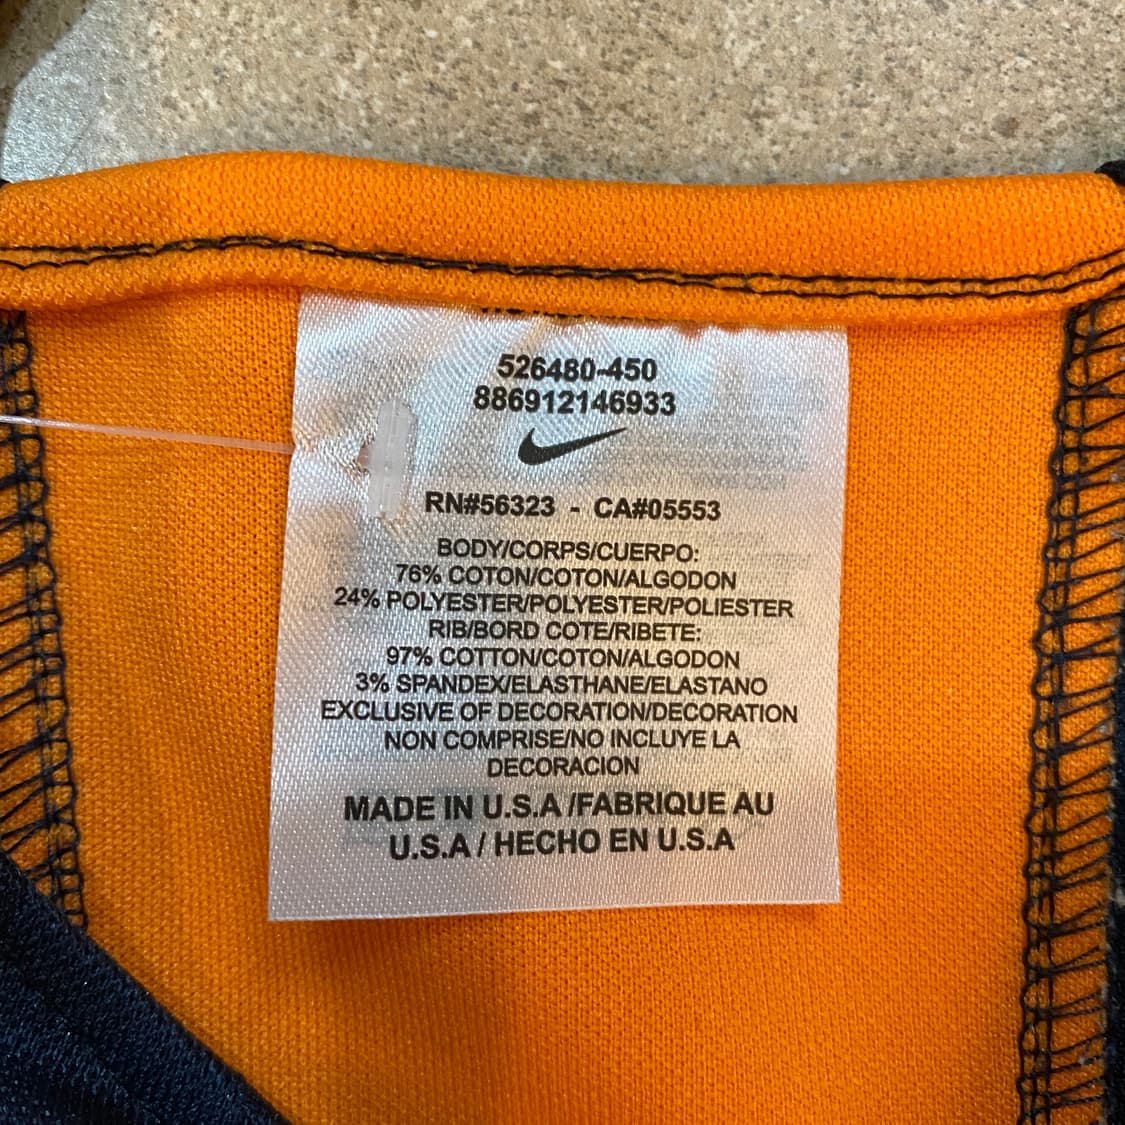 526480-450
886912146933
RN#56323 - CA#05553
BODY/CORPS/CUERPO:
76% COTON/COTON/ALGODON
24% POLYESTER/POLYESTER/POLIESTER
RIB/BORD COTE/RIBETE:
97% COTTON/COTON/ALGODON
3% SPANDEX/ELASTHANE/ELASTANO
EXCLUSIVE OF DECORATION/DECORATION
NON COMPRISE/NO INCLUYE LA
DECORACION
MADE IN U.S.A /FABRIQUE AU
U.S.A / HECHO EN U.S.A